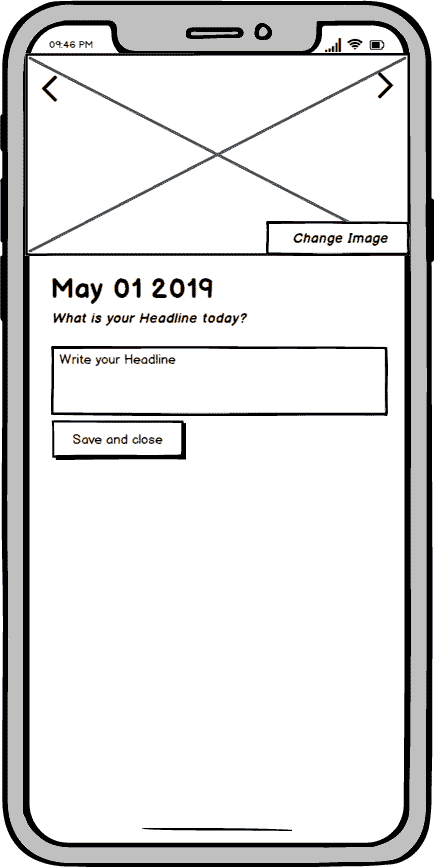 09:46 PM
Change Image
May 01 2019
What is your Headline today?
Write your Headline
Save and close